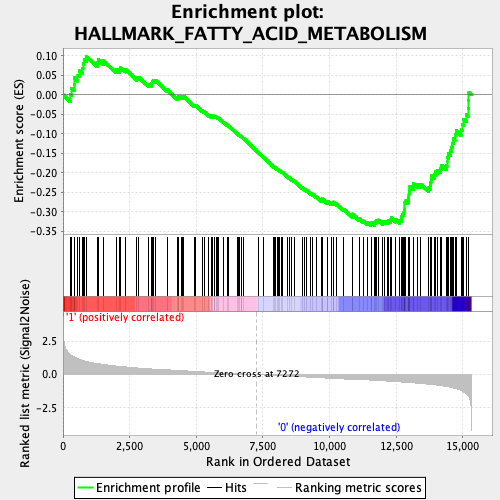 Enrichment plot:
HALLMARK_FATTY_ACID_METABOLISM
Enrichment score (ES)
0.10
0.05
0.00
-0.05
-0.10
-0.15
-0.20
-0.25
-0.30
-0.35
'1' (positively correlated)
Ranked list metric (Signal2Noise)
2.5
0.0
-2.5
Zero cross at 7272
'0' (negatively correlated)
0
2,500
5,000
7,500
10,000
12,500
15,000
Rank in Ordered Dataset
Enrichment profile
Hits
Ranking metric scores